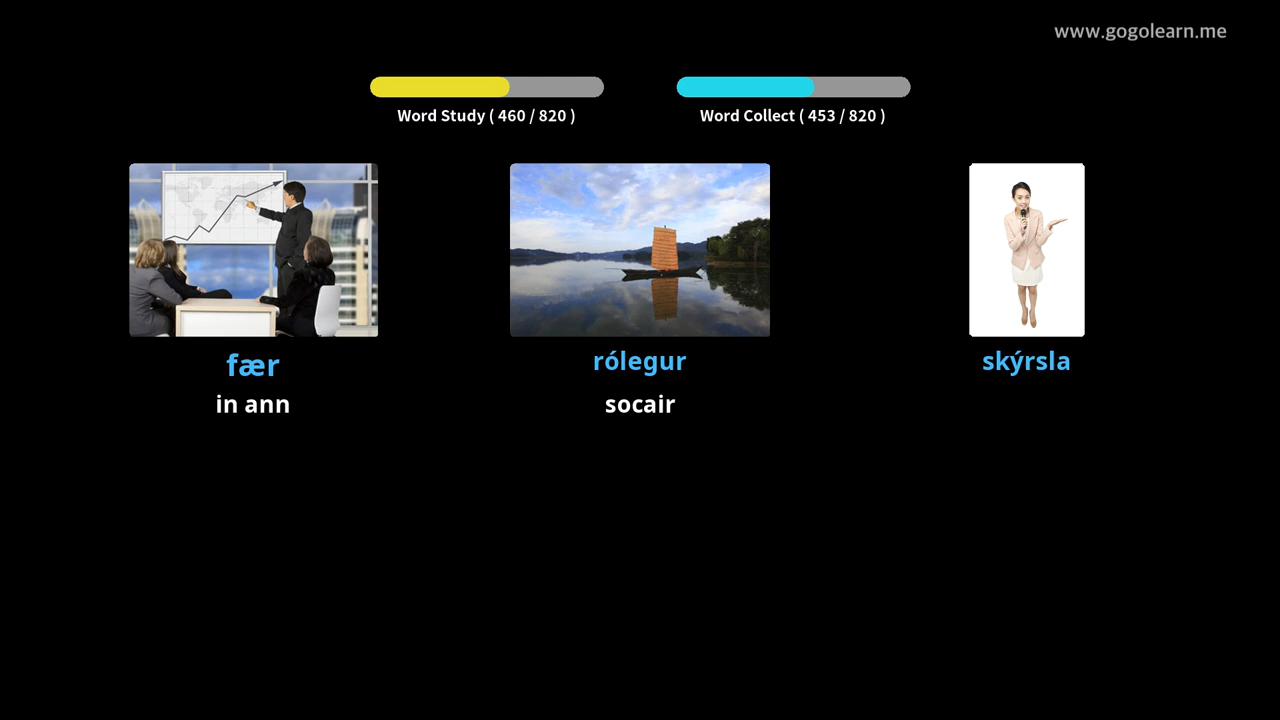 www.gogolearn.me
Word Study ( 460 / 820 )
Word Collect ( 453 / 820 )
fær
in ann
rólegur
socair
skýrsla